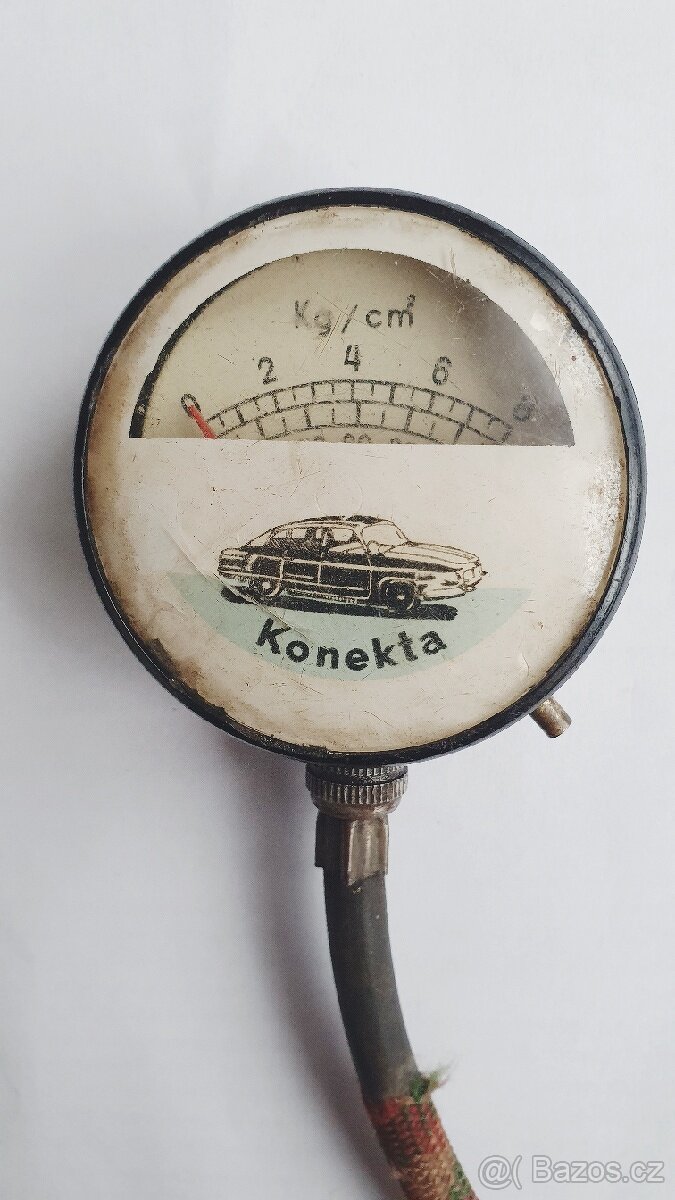 Kg/cm²
0 2 4 6 8
Konekta
@( Bazos.cz